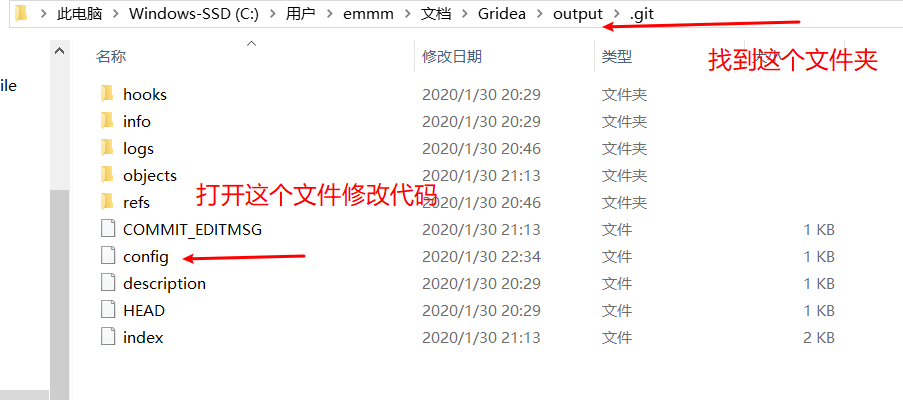 此电脑 › Windows-SSD (C:) › 用户 › emmm › 文档 › Gridea › output › .git
找到这个文件夹
ile
名称 修改日期 类型
hooks 2020/1/30 20:29 文件夹
info 2020/1/30 20:29 文件夹
logs 2020/1/30 20:46 文件夹
objects 2020/1/30 21:13 文件夹
refs 2020/1/30 20:46 文件夹
打开这个文件修改代码
COMMIT_EDITMSG 2020/1/30 21:13 文件 1 KB
config 2020/1/30 22:34 文件 1 KB
description 2020/1/30 20:29 文件 1 KB
HEAD 2020/1/30 20:29 文件 1 KB
index 2020/1/30 21:13 文件 2 KB